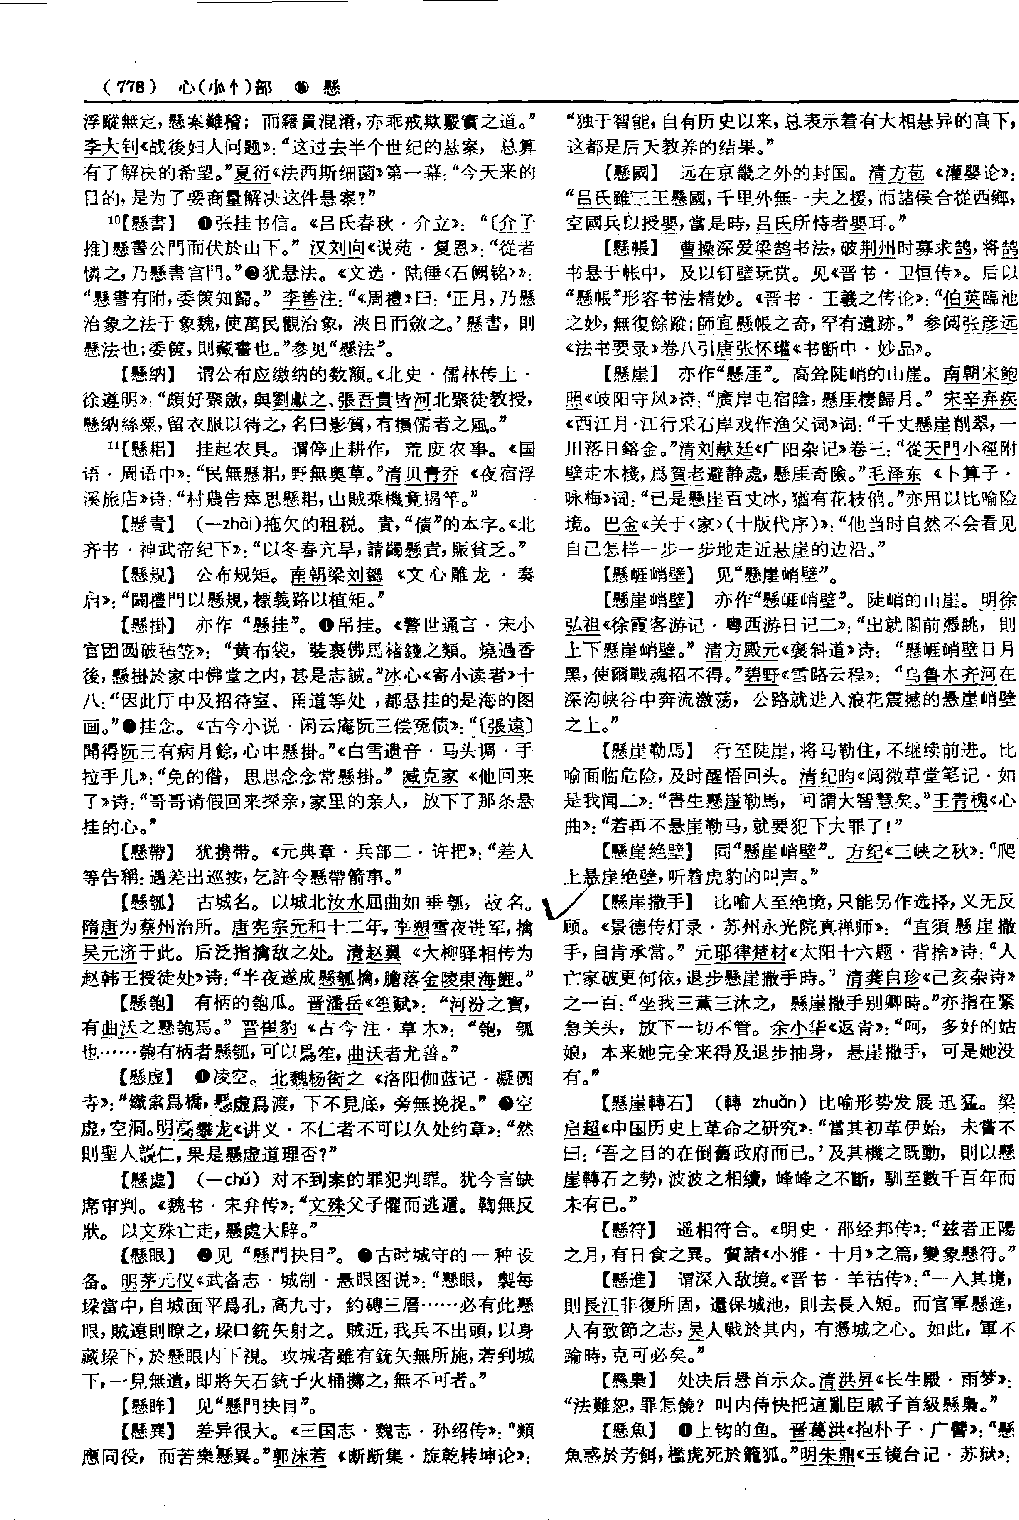 （778） 心（小忄）部 ⑯ 懸
浮蹤無定，懸案難稽；而籍貫混淆，亦乖戒欺嚴實之道。”
李大钊《战後妇人问题》：“这过去半个世纪的悬案，总算
有了解决的希望。”夏衍《法西斯细菌》第一幕：“今天来的
目的，是为了要商量解决这件悬案？”
10【懸書】 ❶张挂书信。《吕氏春秋·介立》：“〔介子
推〕懸書公門而伏於山下。”汉刘向《说苑·复恩》：“從者
憐之，乃懸書宫門。”❷犹悬法。《文选·陆倕〈石阙铭〉》：
“懸書有附，委篋知歸。”李善注：“《周禮》曰：‘正月，乃懸
治象之法于象魏，使萬民觀治象，浹日而斂之。’懸書，則
懸法也；委篋，則藏書也。”参见“懸法”。
【懸纳】 谓公布应缴纳的数额。《北史·儒林传上·
徐遵明》：“頗好聚斂，與劉獻之、張吾貴皆河北聚徒教授，
懸纳絲粟，留衣服以待之，名曰影質，有損儒者之風。”
11【懸耜】 挂起农具。谓停止耕作，荒废农事。《国
语·周语中》：“民無懸耜，野無奥草。”清贝青乔《夜宿浮
溪旅店》诗：“村農告瘁思懸耜，山賊乘機竟揭竿。”
【懸責】 （—zhài）拖欠的租税。責，“债”的本字。《北
齐书·神武帝纪下》：“以冬春亢旱，請蠲懸責，賑貧乏。”
【懸規】 公布规矩。南朝梁刘勰《文心雕龙·奏
启》：“闢禮門以懸規，標義路以植矩。”
【懸掛】 亦作“懸挂”。❶吊挂。《警世通言·宋小
官团圆破毡笠》：“黄布袋，裝裹佛馬楮錢之類。燒過香
後，懸掛於家中佛堂之内，甚是志誠。”冰心《寄小读者》十
八：“因此厅中及招待室、甬道等处，都悬挂的是海的图
画。”❷挂念。《古今小说·闲云庵阮三偿冤债》：“〔張遠〕
聞得阮三有病月餘，心中懸掛。”《白雪遗音·马头调·手
拉手儿》：“免的偺，思思念念常懸掛。”臧克家《他回来
了》诗：“哥哥请假回来探亲，家里的亲人，放下了那条悬
挂的心。”
【懸帶】 犹携带。《元典章·兵部二·许把》：“差人
等告稱：遇差出巡按，乞許令懸帶箭事。”
【懸瓠】 古城名。以城北汝水屈曲如垂瓠，故名。
隋唐为蔡州治所。唐宪宗元和十二年，李愬雪夜进军，擒
吴元济于此。后泛指擒敌之处。清赵翼《大柳驿相传为
赵韩王授徒处》诗：“半夜遂成懸瓠擒，膽落金陵東海鯉。”
【懸匏】 有柄的匏瓜。晋潘岳《笙赋》：“河汾之寶，
有曲沃之懸匏焉。”晋崔豹《古今注·草木》：“匏，瓠
也……匏有柄者懸瓠，可以爲笙，曲沃者尤善。”
【懸虚】 ❶凌空。北魏杨衒之《洛阳伽蓝记·凝圆
寺》：“鐵索爲橋，懸虚爲渡，下不見底，旁無挽捉。”❷空
虚，空洞。明高攀龙《讲义·不仁者不可以久处约章》：“然
則聖人説仁，果是懸虚道理否？”
【懸處】 （—chǔ）对不到案的罪犯判罪。犹今言缺
席审判。《魏书·宋弁传》：“文殊父子懼而逃遁。鞫無反
狀。以文殊亡走，懸處大辟。”
【懸眼】 ❶见“懸門抉目”。❷古时城守的一种设
备。明茅元仪《武备志·城制·悬眼图说》：“懸眼，製每
垜當中，自城面平爲孔，高九寸，約磚三層……必有此懸
眼，賊遠則瞭之，垜口銃矢射之。賊近，我兵不出頭，以身
藏垜下，於懸眼内下視。攻城者雖有銃矢無所施，若到城
下，一見無遺，即將矢石銃子火桶擲之，無不可者。”
【懸眸】 见“懸門抉目”。
【懸異】 差异很大。《三国志·魏志·孙绍传》：“頻
應同役，而苦樂懸異。”郭沫若《断断集·旋乾转坤论》：
“独于智能，自有历史以来，总表示着有大相悬异的高下，
这都是后天教养的结果。”
【懸國】 远在京畿之外的封国。清方苞《灌嬰论》：
“吕氏雖三王懸國，千里外無一夫之援，而諸侯合從西鄉，
空國兵以授嬰，當是時，吕氏所恃者嬰耳。”
【懸帳】 曹操深爱梁鹄书法，破荆州时募求鹄，将鹄
书悬于帐中，及以钉壁玩赏。见《晋书·卫恒传》。后以
“懸帳”形容书法精妙。《晋书·王羲之传论》：“伯英臨池
之妙，無復餘蹤；師宜懸帳之奇，罕有遺跡。”参阅张彦远
《法书要录》卷八引唐张怀瓘《书断中·妙品》。
【懸崖】 亦作“懸厓”。高耸陡峭的山崖。南朝宋鲍
照《岐阳守风》诗：“廣岸屯宿陰，懸厓棲歸月。”宋辛弃疾
《西江月·江行采石岸戏作渔父词》词：“千丈懸崖削翠，一
川落日鎔金。”清刘献廷《广阳杂记》卷三：“從天門小徑附
壁走木棧，爲賀老避静處，懸厓奇險。”毛泽东《卜算子·
咏梅》词：“已是懸崖百丈冰，猶有花枝俏。”亦用以比喻险
境。巴金《关于〈家〉（十版代序）》：“他当时自然不会看见
自己怎样一步一步地走近悬崖的边沿。”
【懸崕峭壁】 见“懸崖峭壁”。
【懸崖峭壁】 亦作“懸崕峭壁”。陡峭的山崖。明徐
弘祖《徐霞客游记·粤西游日记二》：“出就閣前憑眺，則
上下懸崖峭壁。”清方殿元《褒斜道》诗：“懸崕峭壁日月
黑，使爾戰魂招不得。”碧野《雪路云程》：“乌鲁木齐河在
深沟峡谷中奔流激荡，公路就进入浪花震撼的悬崖峭壁
之上。”
【懸崖勒馬】 行至陡崖，将马勒住，不继续前进。比
喻面临危险，及时醒悟回头。清纪昀《阅微草堂笔记·如
是我闻二》：“書生懸崖勒馬，可謂大智慧矣。”王青槐《心
曲》：“若再不悬崖勒马，就要犯下大罪了！”
【懸崖絶壁】 同“懸崖峭壁”。方纪《三峡之秋》：“爬
上悬崖绝壁，听着虎豹的叫声。”
【懸崖撒手】 比喻人至绝境，只能另作选择，义无反
顾。《景德传灯录·苏州永光院真禅师》：“直須懸崖撒
手，自肯承當。”元耶律楚材《太阳十六题·背捨》诗：“人
亡家破更何依，退步懸崖撒手時。”清龚自珍《己亥杂诗》
之一百：“坐我三薰三沐之，懸崖撒手别卿時。”亦指在紧
急关头，放下一切不管。余小华《返肯》：“呵，多好的姑
娘，本来她完全来得及退步抽身，悬崖撒手，可是她没
有。”
【懸崖轉石】 （轉 zhuǎn）比喻形势发展迅猛。梁
启超《中国历史上革命之研究》：“當其初革伊始，未嘗不
曰：‘吾之目的在倒舊政府而已。’及其機之既動，則以懸
崖轉石之勢，波波之相續，峰峰之不斷，馴至數千百年而
未有已。”
【懸符】 遥相符合。《明史·邵经邦传》：“兹者正陽
之月，有日食之異。質諸《小雅·十月》之篇，變象懸符。”
【懸進】 谓深入敌境。《晋书·羊祜传》：“一入其境，
則長江非復所固，還保城池，則去長入短。而官軍懸進，
人有致節之志，吴人戰於其内，有憑城之心。如此，軍不
踰時，克可必矣。”
【懸梟】 处决后悬首示众。清洪昇《长生殿·雨梦》：
“法難恕，罪怎饒？叫内侍快把這亂臣賊子首級懸梟。”
【懸魚】 ❶上钩的鱼。晋葛洪《抱朴子·广譬》：“懸
魚惑於芳餌，檻虎死於籠狐。”明朱鼎《玉镜台记·苏狱》：